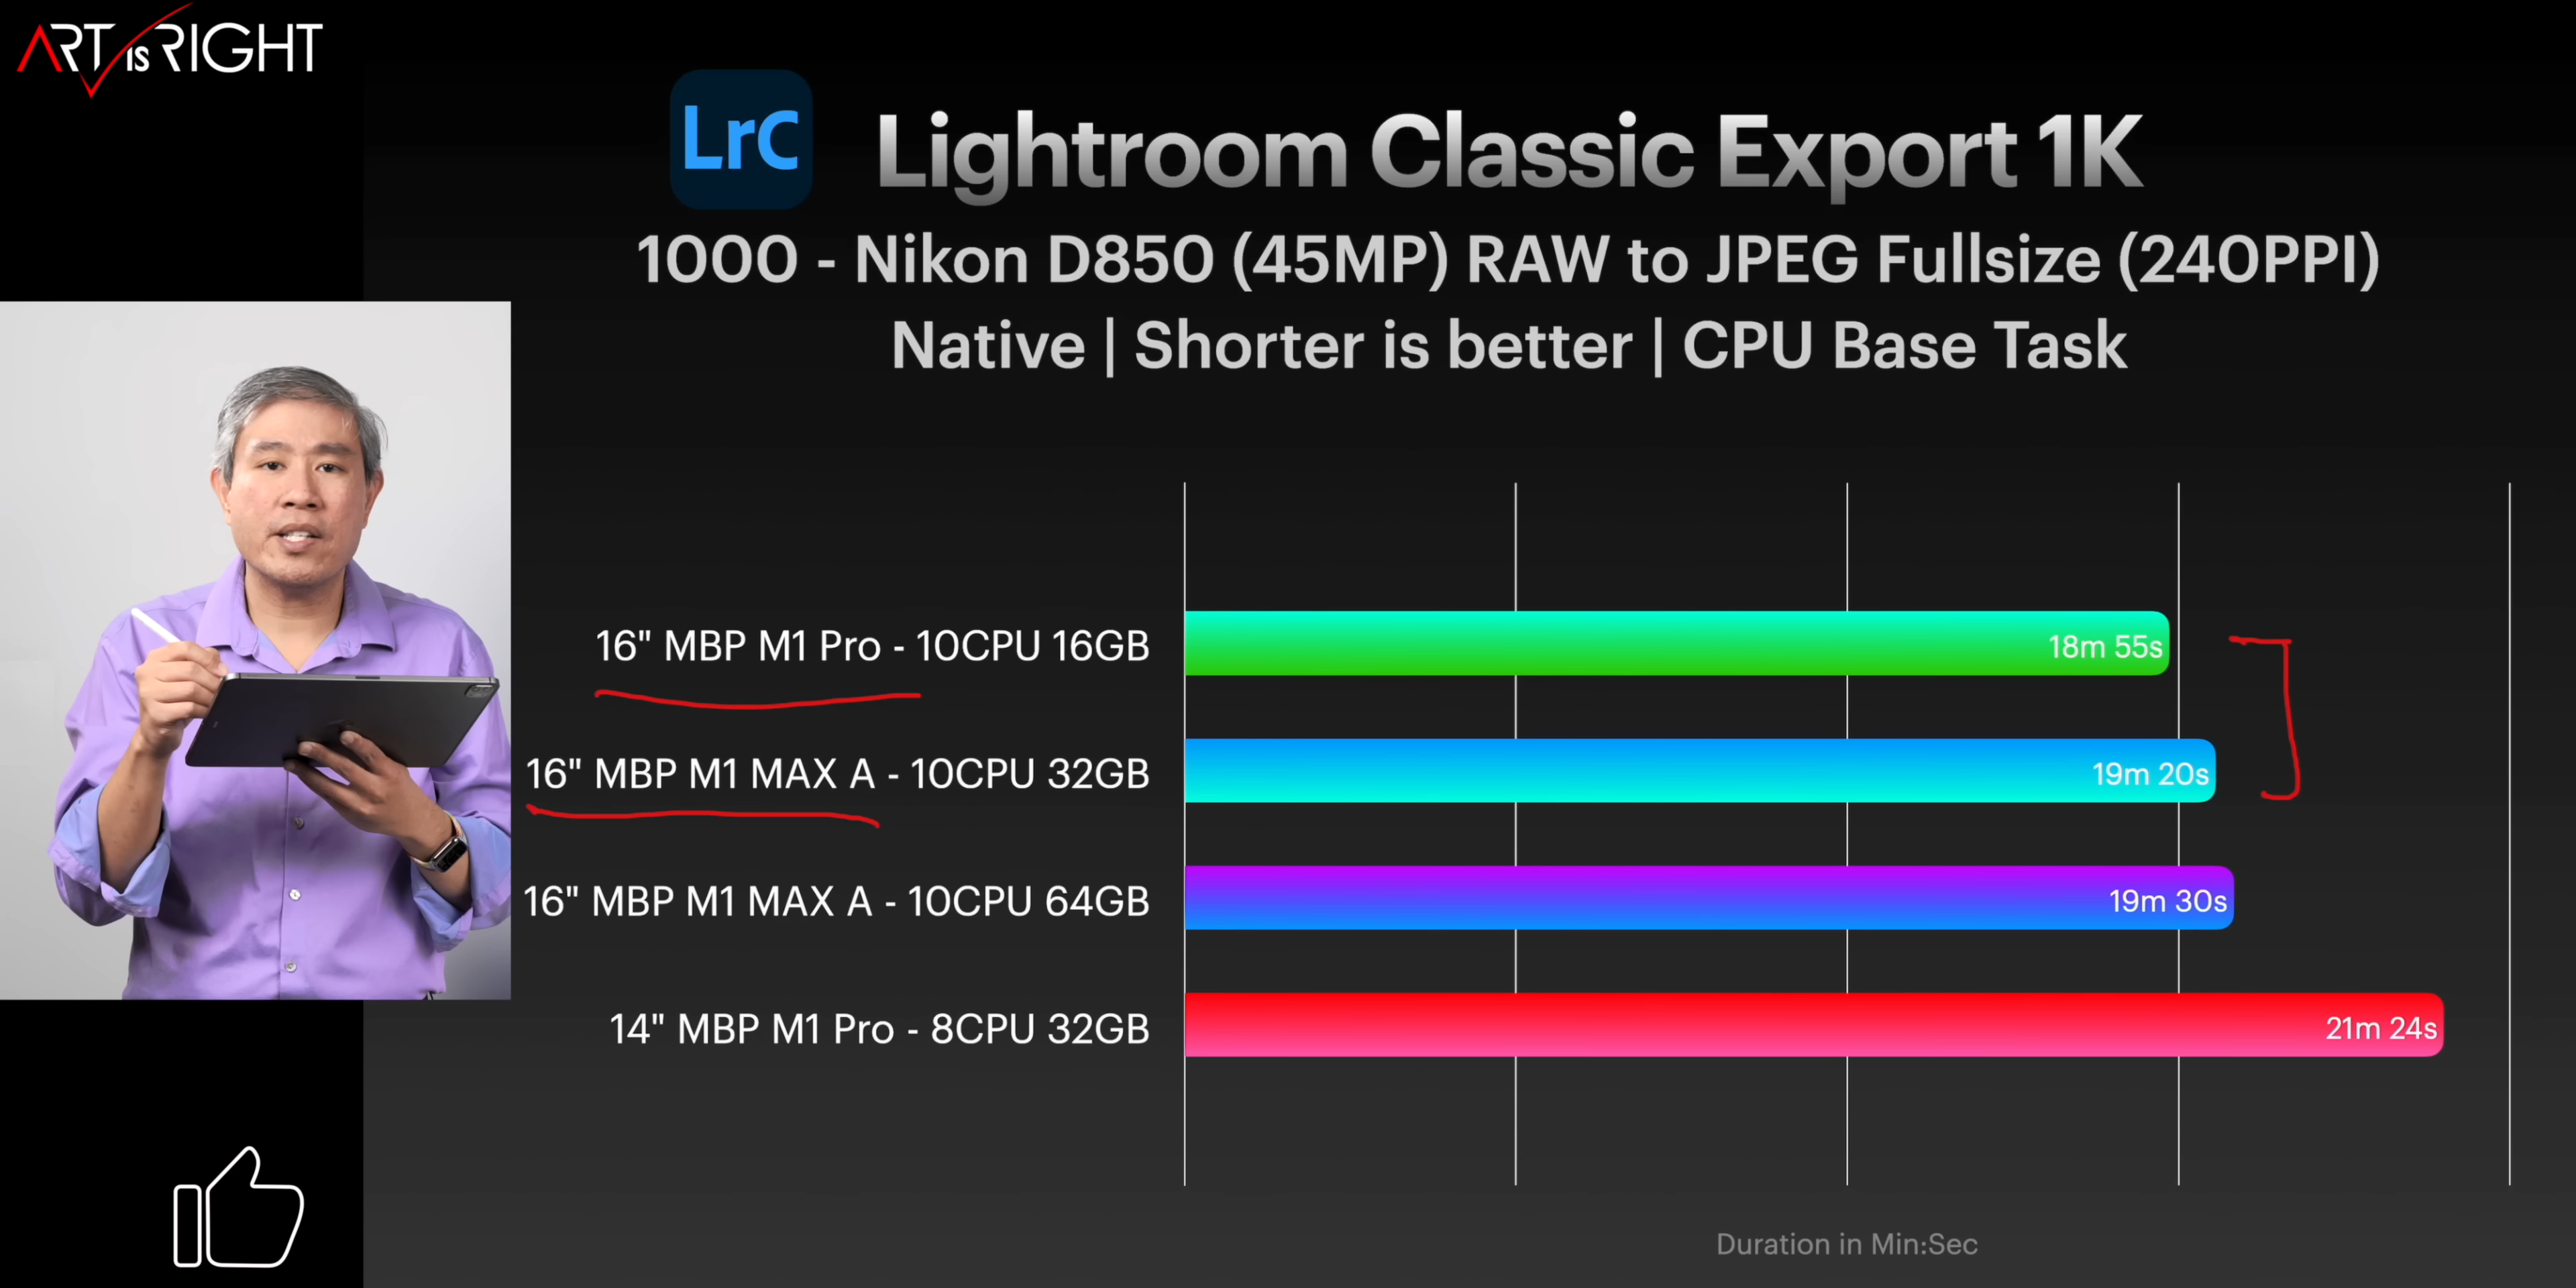 ART IS RIGHT
LrC Lightroom Classic Export 1K
1000 - Nikon D850 (45MP) RAW to JPEG Fullsize (240PPI)
Native | Shorter is better | CPU Base Task
16" MBP M1 Pro - 10CPU 16GB 18m 55s
16" MBP M1 MAX A - 10CPU 32GB 19m 20s
16" MBP M1 MAX A - 10CPU 64GB 19m 30s
14" MBP M1 Pro - 8CPU 32GB 21m 24s
Duration in Min:Sec